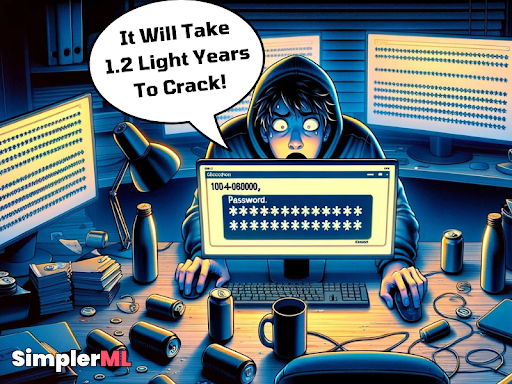 It Will Take
1.2 Light Years
To Crack!
Password.
*************
*************
SimplerML